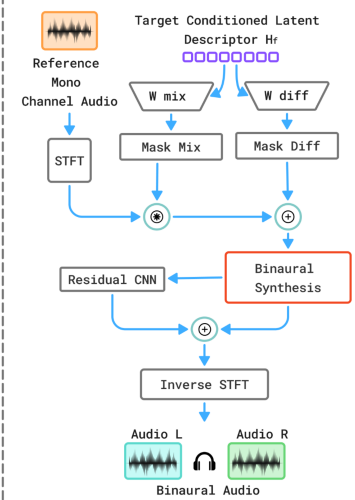 Target Conditioned Latent
Descriptor Hf
Reference
Mono
Channel Audio
W mix
W diff
STFT
Mask Mix
Mask Diff
Binaural
Synthesis
Residual CNN
Inverse STFT
Audio L
Audio R
Binaural Audio